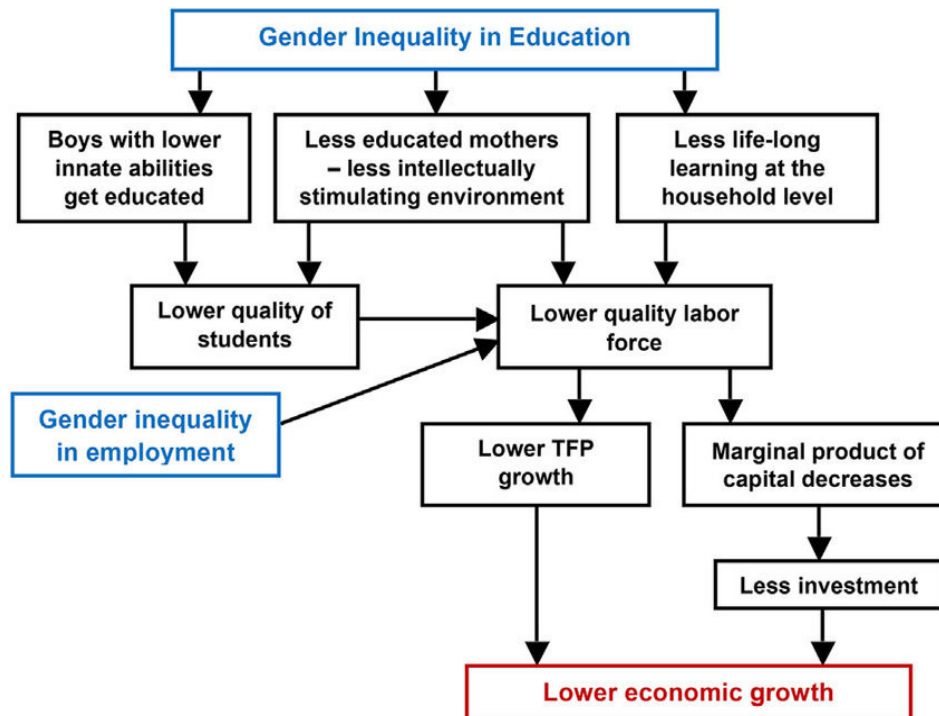 Gender Inequality in Education
Boys with lower
innate abilities
get educated
Less educated mothers
– less intellectually
stimulating environment
Less life-long
learning at the
household level
Lower quality of
students
Lower quality labor
force
Gender inequality
in employment
Lower TFP
growth
Marginal product of
capital decreases
Less investment
Lower economic growth